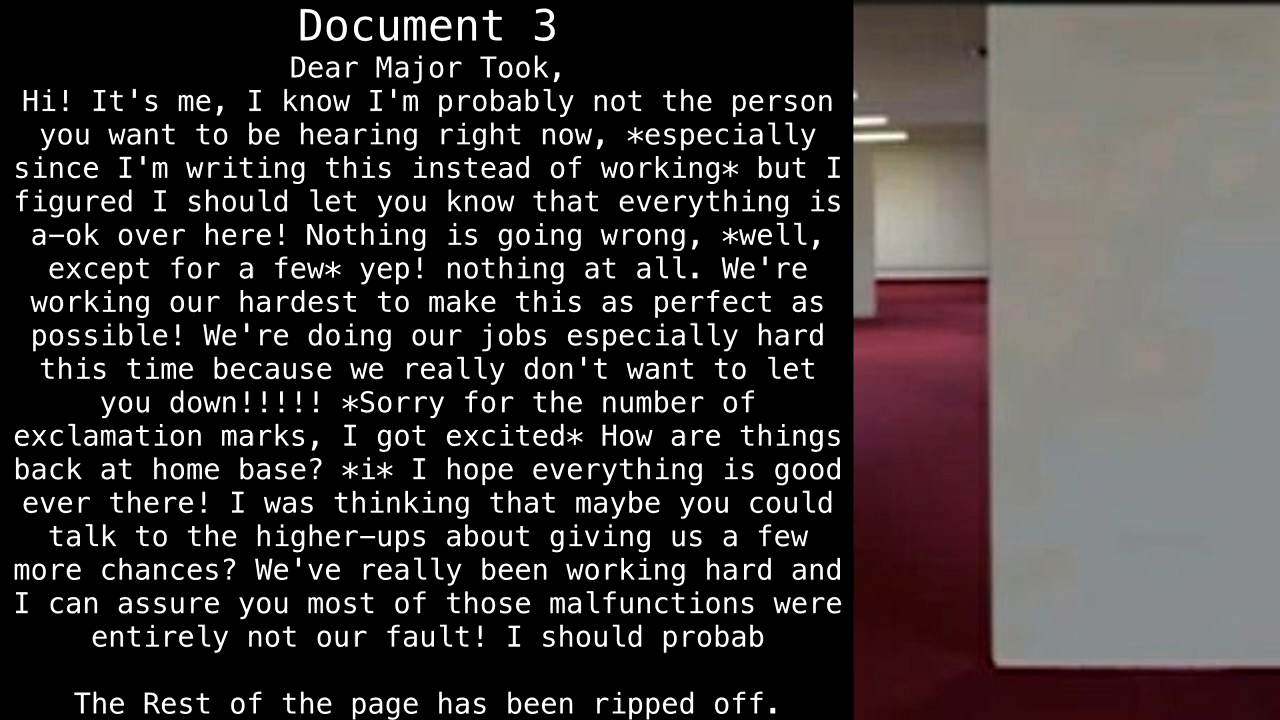 Document 3
Dear Major Took,
Hi! It's me, I know I'm probably not the person
you want to be hearing right now, *especially
since I'm writing this instead of working* but I
figured I should let you know that everything is
a-ok over here! Nothing is going wrong, *well,
except for a few* yep! nothing at all. We're
working our hardest to make this as perfect as
possible! We're doing our jobs especially hard
this time because we really don't want to let
you down!!!!! *Sorry for the number of
exclamation marks, I got excited* How are things
back at home base? *i* I hope everything is good
ever there! I was thinking that maybe you could
talk to the higher-ups about giving us a few
more chances? We've really been working hard and
I can assure you most of those malfunctions were
entirely not our fault! I should probab
The Rest of the page has been ripped off.